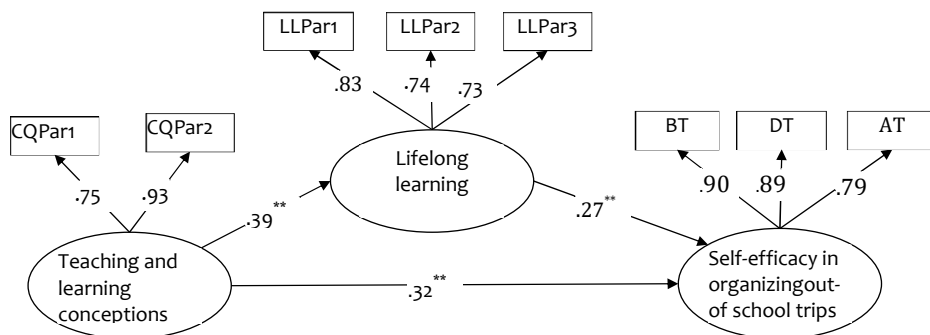 LLPar1
LLPar2
LLPar3
.83
.74
.73
CQPar1
CQPar2
BT
DT
AT
Lifelong
learning
.75
.93
.39**
.27**
.90
.89
.79
Teaching and
learning
conceptions
.32**
Self-efficacy in
organizingout-
of school trips